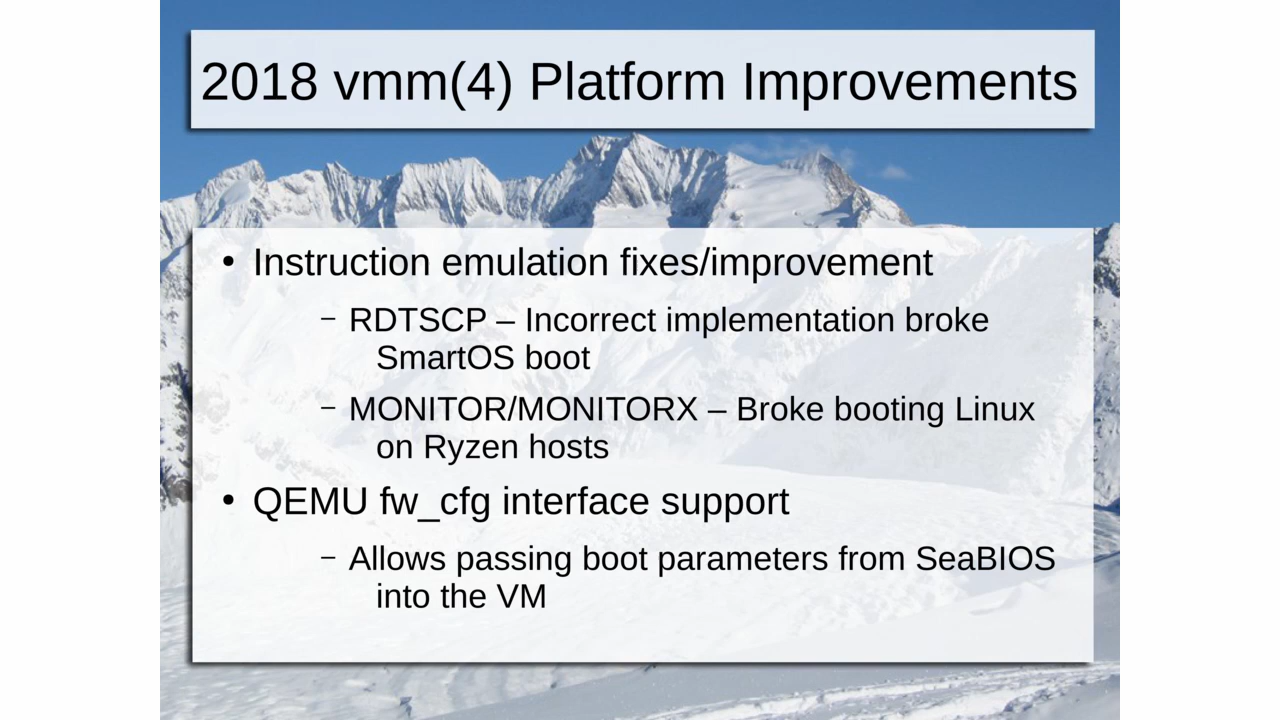 2018 vmm(4) Platform Improvements
• Instruction emulation fixes/improvement
– RDTSCP – Incorrect implementation broke
SmartOS boot
– MONITOR/MONITORX – Broke booting Linux
on Ryzen hosts
• QEMU fw_cfg interface support
– Allows passing boot parameters from SeaBIOS
into the VM